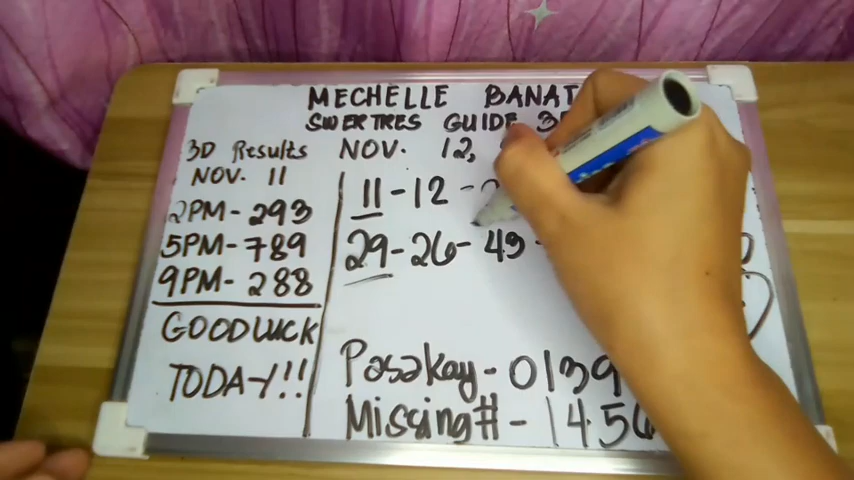 MECHELLE BANAT
SWERTRES GUIDE 3D
3D Results
NOV. 11
2PM - 293
5PM - 789
9PM - 288
GOODLUCK
TODAY!!
NOV. 12,
11 - 12 -
29 - 26 - 49 -
Pasakay - 0139
Missing# - 1456